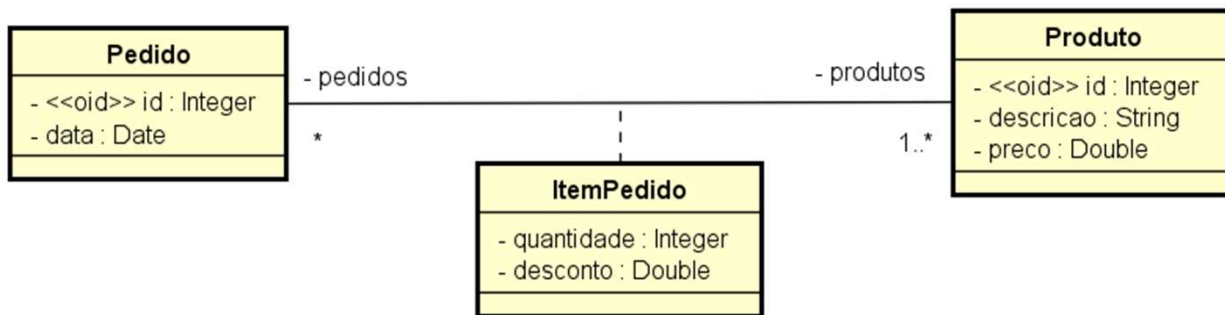 Pedido
- <<oid>> id : Integer
- data : Date
- pedidos
*
- produtos
1..*
Produto
- <<oid>> id : Integer
- descricao : String
- preco : Double
ItemPedido
- quantidade : Integer
- desconto : Double